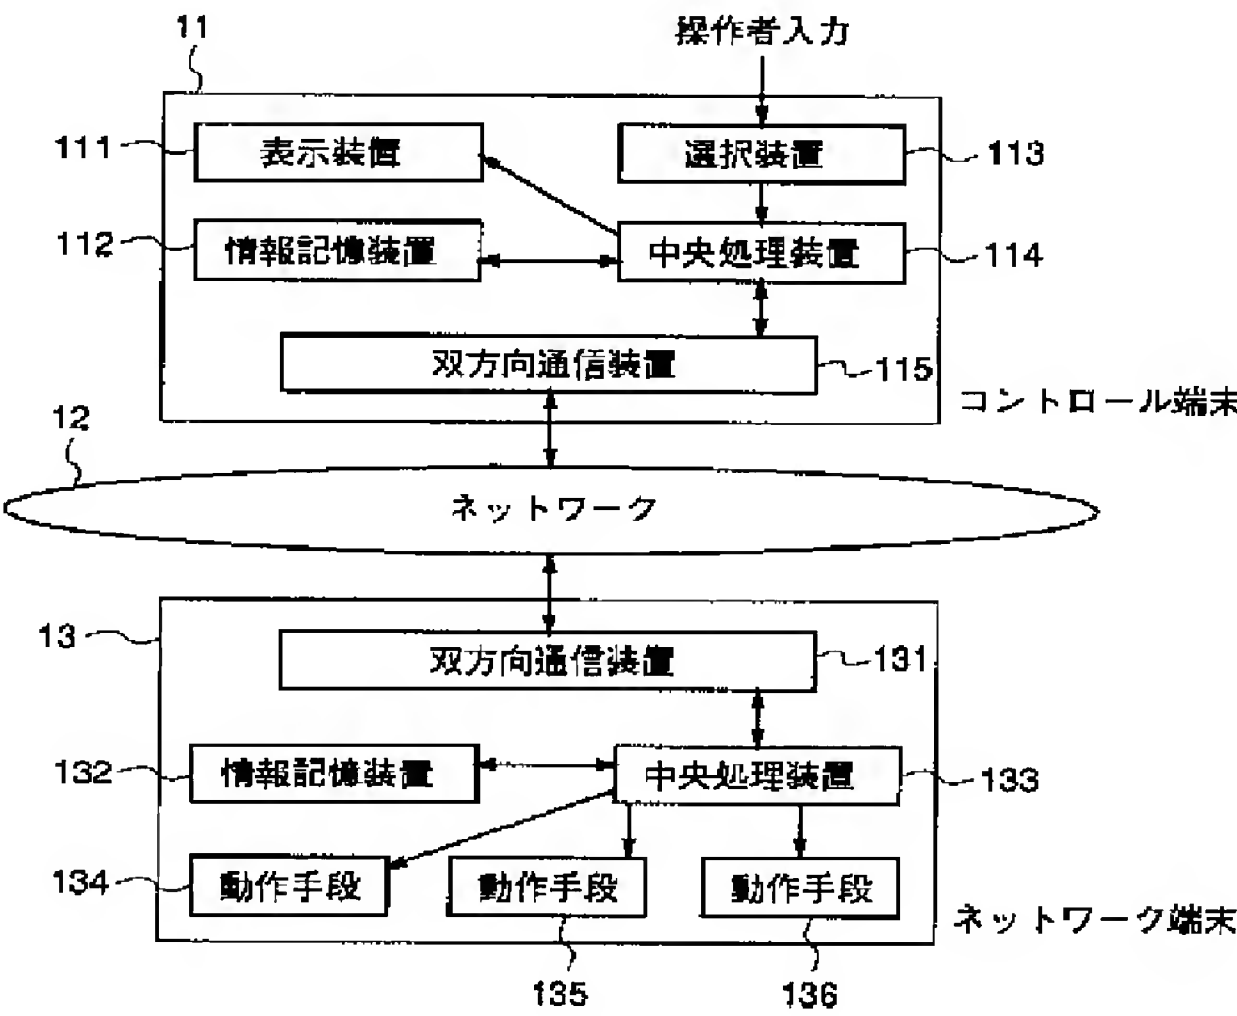 11
操作者入力
111
表示装置
選択装置
113
112
情報記憶装置
中央処理装置
114
双方向通信装置
115
コントロール端末
12
ネットワーク
13
双方向通信装置
131
132
情報記憶装置
中央処理装置
133
134
動作手段
動作手段
動作手段
ネットワーク端末
135
136